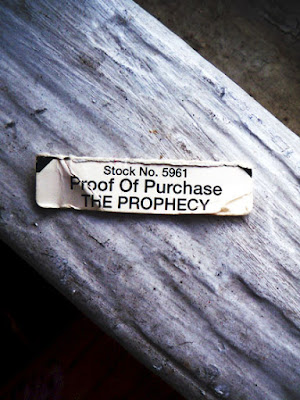 Stock No. 5961
Proof Of Purchase
THE PROPHECY